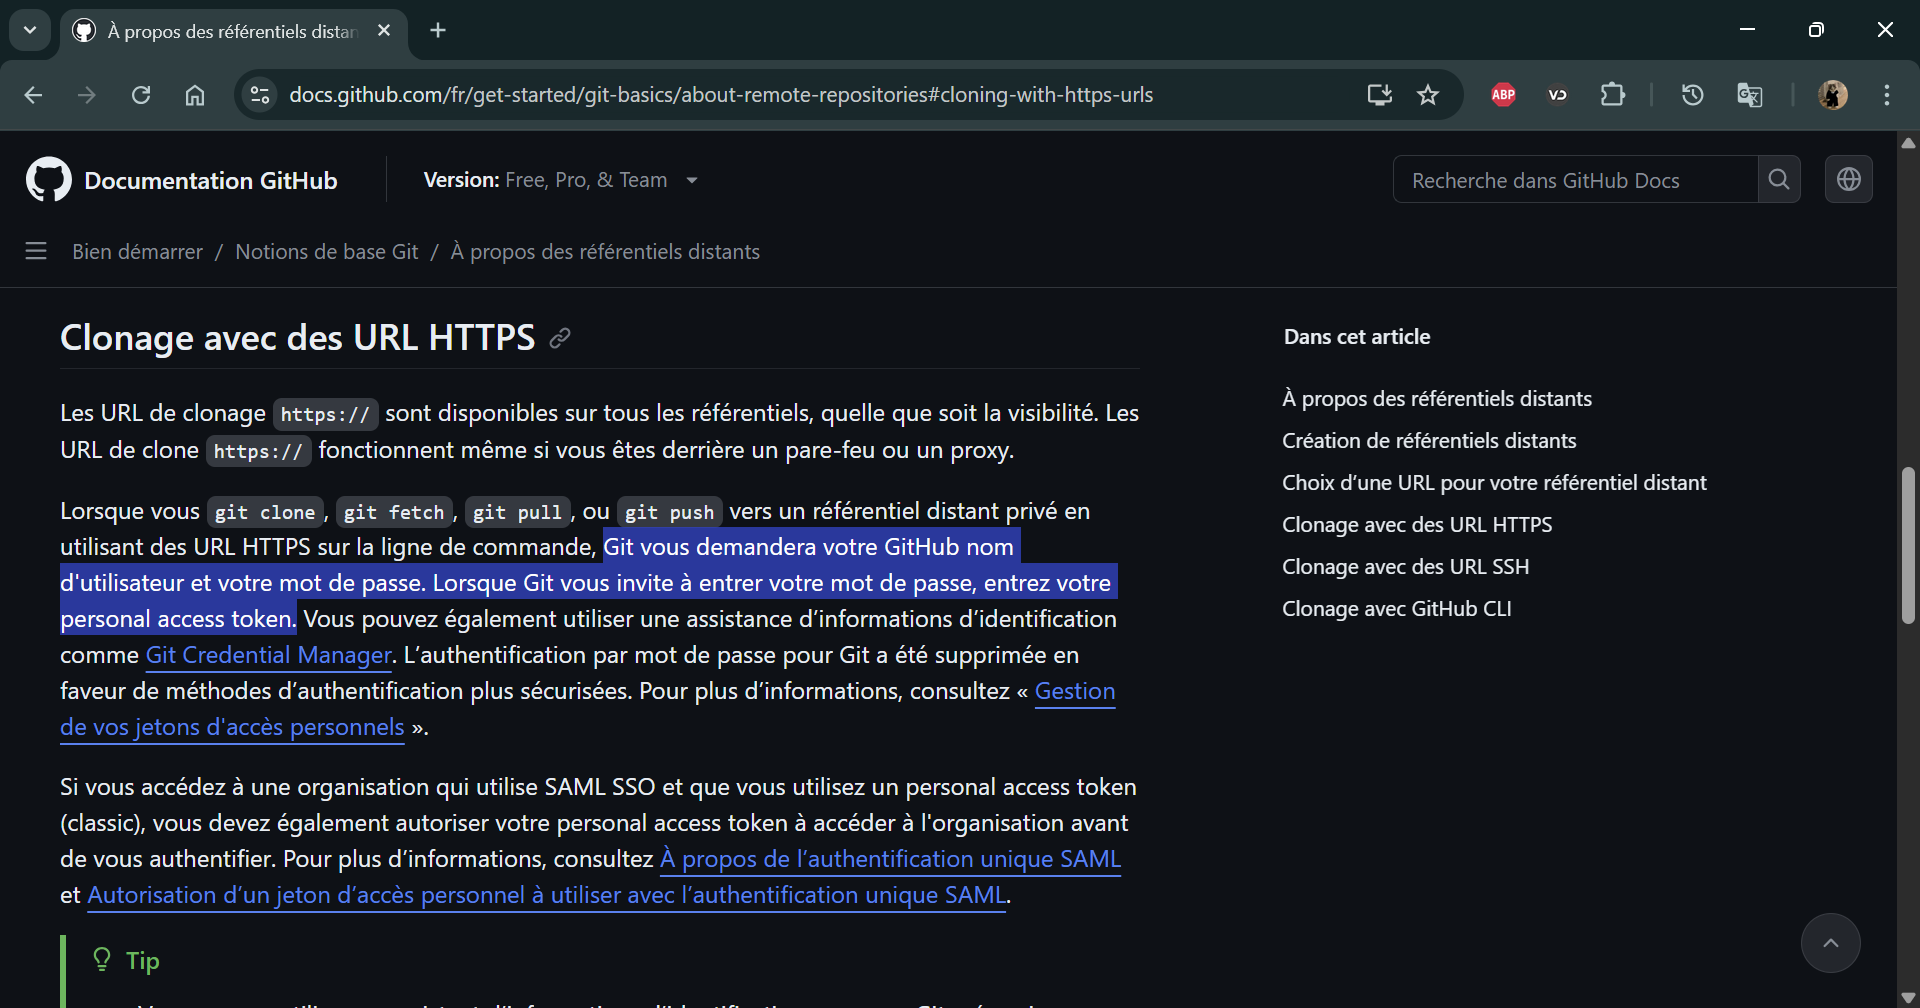 À propos des référentiels distan
docs.github.com/fr/get-started/git-basics/about-remote-repositories#cloning-with-https-urls
ABP
VD
Documentation GitHub
Version: Free, Pro, & Team
Recherche dans GitHub Docs
Bien démarrer / Notions de base Git / À propos des référentiels distants
Clonage avec des URL HTTPS
Les URL de clonage https:// sont disponibles sur tous les référentiels, quelle que soit la visibilité. Les
URL de clone https:// fonctionnent même si vous êtes derrière un pare-feu ou un proxy.
Lorsque vous git clone, git fetch, git pull, ou git push vers un référentiel distant privé en
utilisant des URL HTTPS sur la ligne de commande, Git vous demandera votre GitHub nom
d'utilisateur et votre mot de passe. Lorsque Git vous invite à entrer votre mot de passe, entrez votre
personal access token. Vous pouvez également utiliser une assistance d’informations d’identification
comme Git Credential Manager. L’authentification par mot de passe pour Git a été supprimée en
faveur de méthodes d’authentification plus sécurisées. Pour plus d’informations, consultez « Gestion
de vos jetons d'accès personnels ».
Si vous accédez à une organisation qui utilise SAML SSO et que vous utilisez un personal access token
(classic), vous devez également autoriser votre personal access token à accéder à l'organisation avant
de vous authentifier. Pour plus d’informations, consultez À propos de l’authentification unique SAML
et Autorisation d’un jeton d’accès personnel à utiliser avec l’authentification unique SAML.
Tip
Dans cet article
À propos des référentiels distants
Création de référentiels distants
Choix d’une URL pour votre référentiel distant
Clonage avec des URL HTTPS
Clonage avec des URL SSH
Clonage avec GitHub CLI